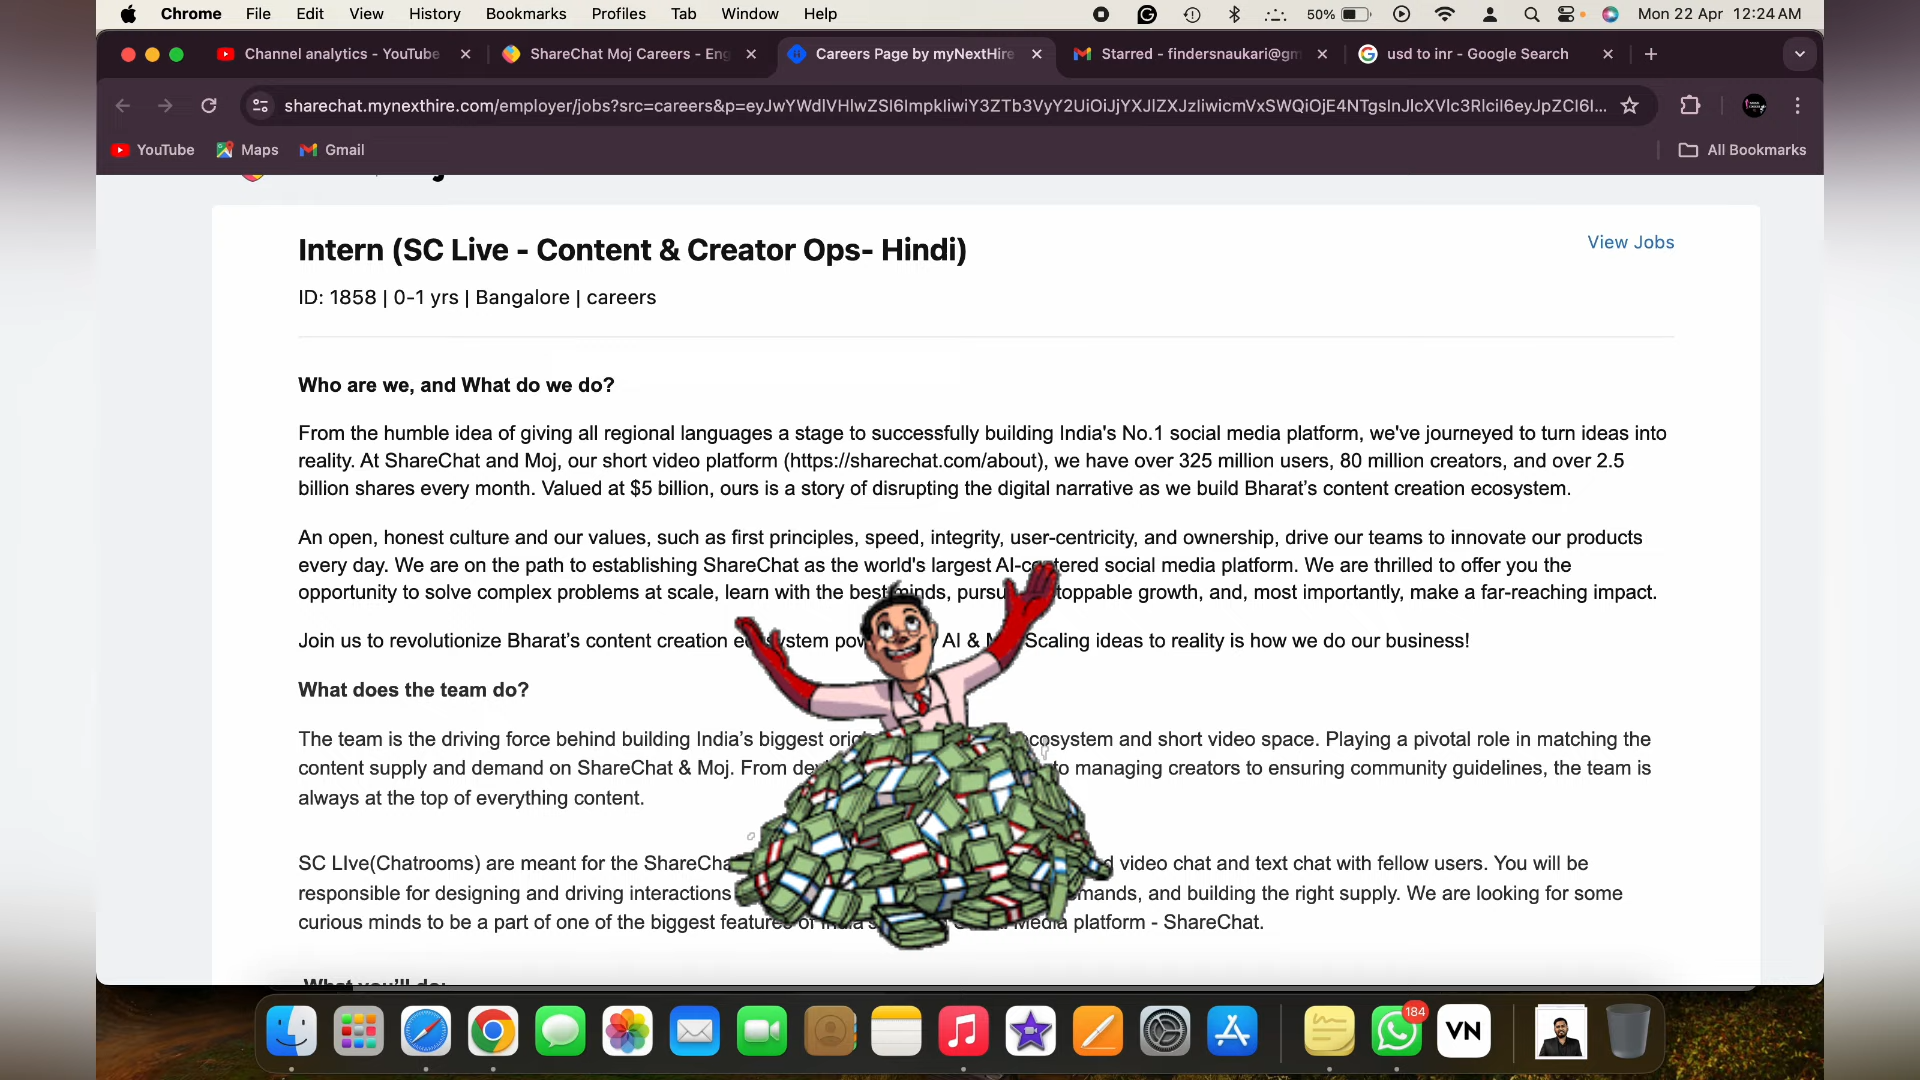 Chrome File Edit View History Bookmarks Profiles Tab Window Help 50% Mon 22 Apr 12:24 AM
Channel analytics - YouTube ShareChat Moj Careers - Eng Careers Page by myNextHire Starred - findersnaukari@gm usd to inr - Google Search
YouTube Maps Gmail All Bookmarks
Intern (SC Live - Content & Creator Ops- Hindi) View Jobs
ID: 1858 | 0-1 yrs | Bangalore | careers
Who are we, and What do we do?
From the humble idea of giving all regional languages a stage to successfully building India's No.1 social media platform, we've journeyed to turn ideas into
reality. At ShareChat and Moj, our short video platform (https://sharechat.com/about), we have over 325 million users, 80 million creators, and over 2.5
billion shares every month. Valued at $5 billion, ours is a story of disrupting the digital narrative as we build Bharat’s content creation ecosystem.
An open, honest culture and our values, such as first principles, speed, integrity, user-centricity, and ownership, drive our teams to innovate our products
every day. We are on the path to establishing ShareChat as the world's largest social media platform. We are thrilled to offer you the
opportunity to solve complex problems at scale, learn with the best growth, and, most importantly, make a far-reaching impact.
Join us to revolutionize Bharat’s content creation AI & Scaling ideas to reality is how we do our business!
What does the team do?
The team is the driving force behind building India’s biggest and short video space. Playing a pivotal role in matching the
content supply and demand on ShareChat & Moj. From to managing creators to ensuring community guidelines, the team is
always at the top of everything content.
SC LIve(Chatrooms) are meant for the video chat and text chat with fellow users. You will be
responsible for designing and driving interactions and building the right supply. We are looking for some
curious minds to be a part of one of the biggest features of platform - ShareChat.
What you’ll do:
184
VN